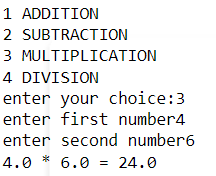 1 ADDITION
2 SUBTRACTION
3 MULTIPLICATION
4 DIVISION
enter your choice:3
enter first number4
enter second number6
4.0 * 6.0 = 24.0